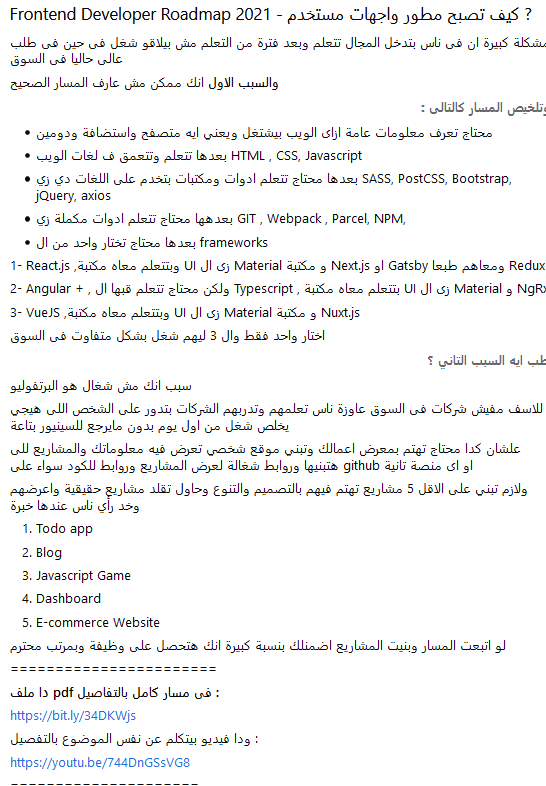 Frontend Developer Roadmap 2021 - كيف تصبح مطور واجهات مستخدم ?
مشكلة كبيرة ان فى ناس بتدخل المجال تتعلم وبعد فترة من التعلم مش بيلاقو شغل فى حين فى طلب
عالى حاليا فى السوق
والسبب الاول انك ممكن مش عارف المسار الصحيح
وتلخيص المسار كالتالى :
محتاج تعرف معلومات عامة ازاى الويب بيشتغل ويعني ايه متصفح واستضافة ودومين
بعدها تتعلم وتتعمق ف لغات الويب HTML , CSS, Javascript
بعدها محتاج تتعلم ادوات ومكتبات بتخدم على اللغات دي زي SASS, PostCSS, Bootstrap,
jQuery, axios
بعدهها محتاج تتعلم ادوات مكملة زي GIT , Webpack , Parcel, NPM,
بعدها محتاج تختار واحد من ال frameworks
1- React.js ,وبتتعلم معاه مكتبة UI زى ال Material و مكتبة Next.js او Gatsby ومعاهم طبعا Redux
2- Angular + , ولكن محتاج تتعلم قبها ال Typescript , بتتعلم معاه مكتبة UI زى ال Material و NgRx
3- VueJS ,وبتتعلم معاه مكتبة UI زى ال Material و مكتبة Nuxt.js
اختار واحد فقط وال 3 ليهم شغل بشكل متفاوت فى السوق
طب ايه السبب التاني ؟
سبب انك مش شغال هو البرتفوليو
للاسف مفيش شركات فى السوق عاوزة ناس تعلمهم وتدربهم الشركات بتدور على الشخص اللى هيجي
يخلص شغل من اول يوم بدون مايرجع للسينيور بتاعة
علشان كدا محتاج تهتم بمعرض اعمالك وتبني موقع شخصي تعرض فيه معلوماتك والمشاريع للى
هتبنيها وروابط شغالة لعرض المشاريع وروابط للكود سواء على github او اى منصة تانية
ولازم تبني على الاقل 5 مشاريع تهتم فيهم بالتصميم والتنوع وحاول تقلد مشاريع حقيقية واعرضهم
وخد رأي ناس عندها خبرة
1. Todo app
2. Blog
3. Javascript Game
4. Dashboard
5. E-commerce Website
لو اتبعت المسار وبنيت المشاريع اضمنلك بنسبة كبيرة انك هتحصل على وظيفة وبمرتب محترم
=======================
دا ملف pdf فى مسار كامل بالتفاصيل :
https://bit.ly/34DKWjs
ودا فيديو بيتكلم عن نفس الموضوع بالتفصيل :
https://youtu.be/744DnGSsVG8
=====================